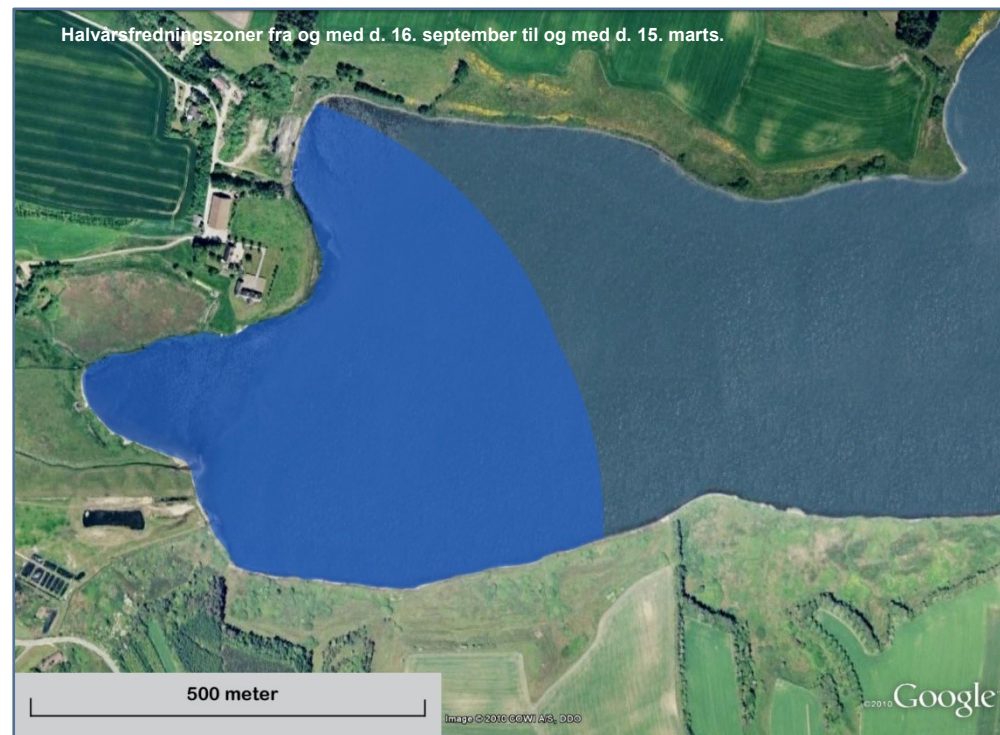 Halvårsfredningszoner fra og med d. 16. september til og med d. 15. marts.
500 meter
Image © 2010 COWI A/S, DDO
©2010 Google